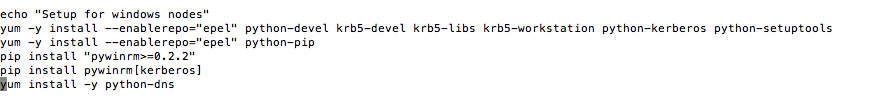 echo "Setup for windows nodes"
yum -y install --enablerepo="epel" python-devel krb5-devel krb5-libs krb5-workstation python-kerberos python-setuptools
yum -y install --enablerepo="epel" python-pip
pip install "pywinrm>=0.2.2"
pip install pywinrm[kerberos]
yum install -y python-dns